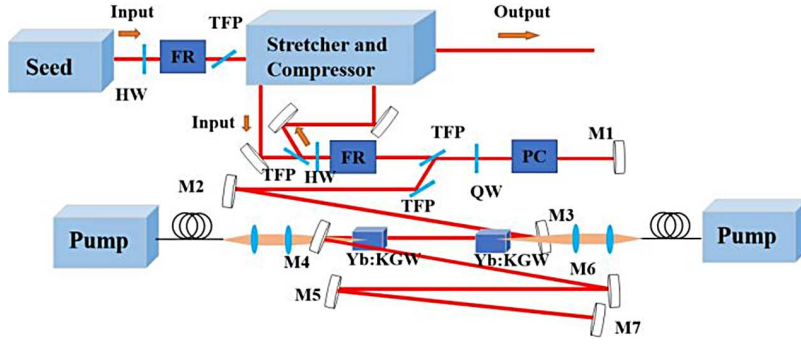 Input
TFP
Output
Seed
FR
HW
Stretcher and
Compressor
Input
TFP
M1
TFP
HW
FR
QW
PC
M2
TFP
M3
Pump
M4
Yb:KGW
Yb:KGW
M6
Pump
M5
M7